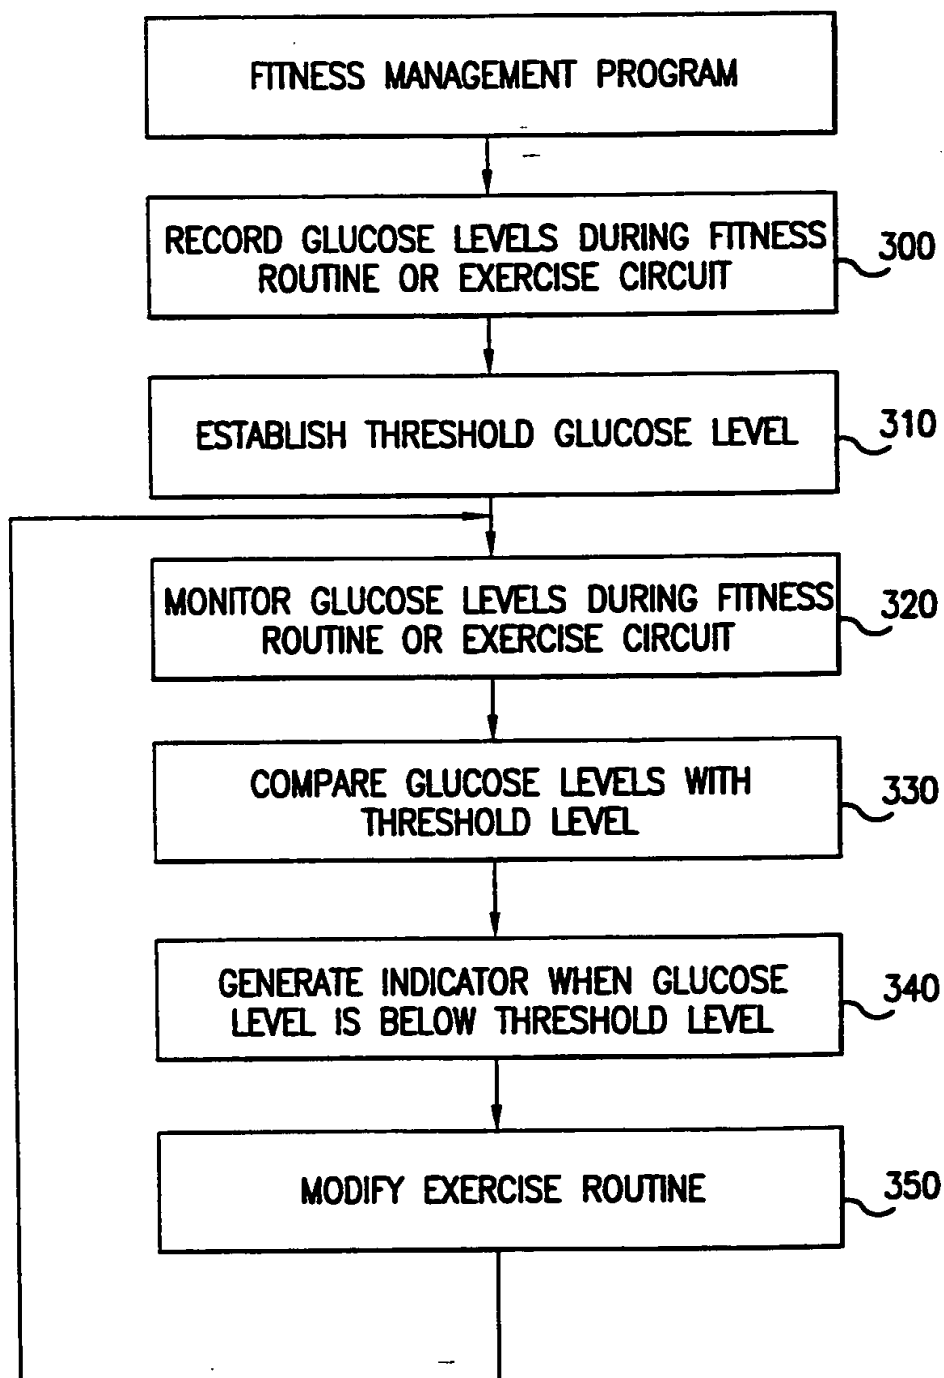 FITNESS MANAGEMENT PROGRAM
RECORD GLUCOSE LEVELS DURING FITNESS
ROUTINE OR EXERCISE CIRCUIT
300
ESTABLISH THRESHOLD GLUCOSE LEVEL
310
MONITOR GLUCOSE LEVELS DURING FITNESS
ROUTINE OR EXERCISE CIRCUIT
320
COMPARE GLUCOSE LEVELS WITH
THRESHOLD LEVEL
330
GENERATE INDICATOR WHEN GLUCOSE
LEVEL IS BELOW THRESHOLD LEVEL
340
MODIFY EXERCISE ROUTINE
350